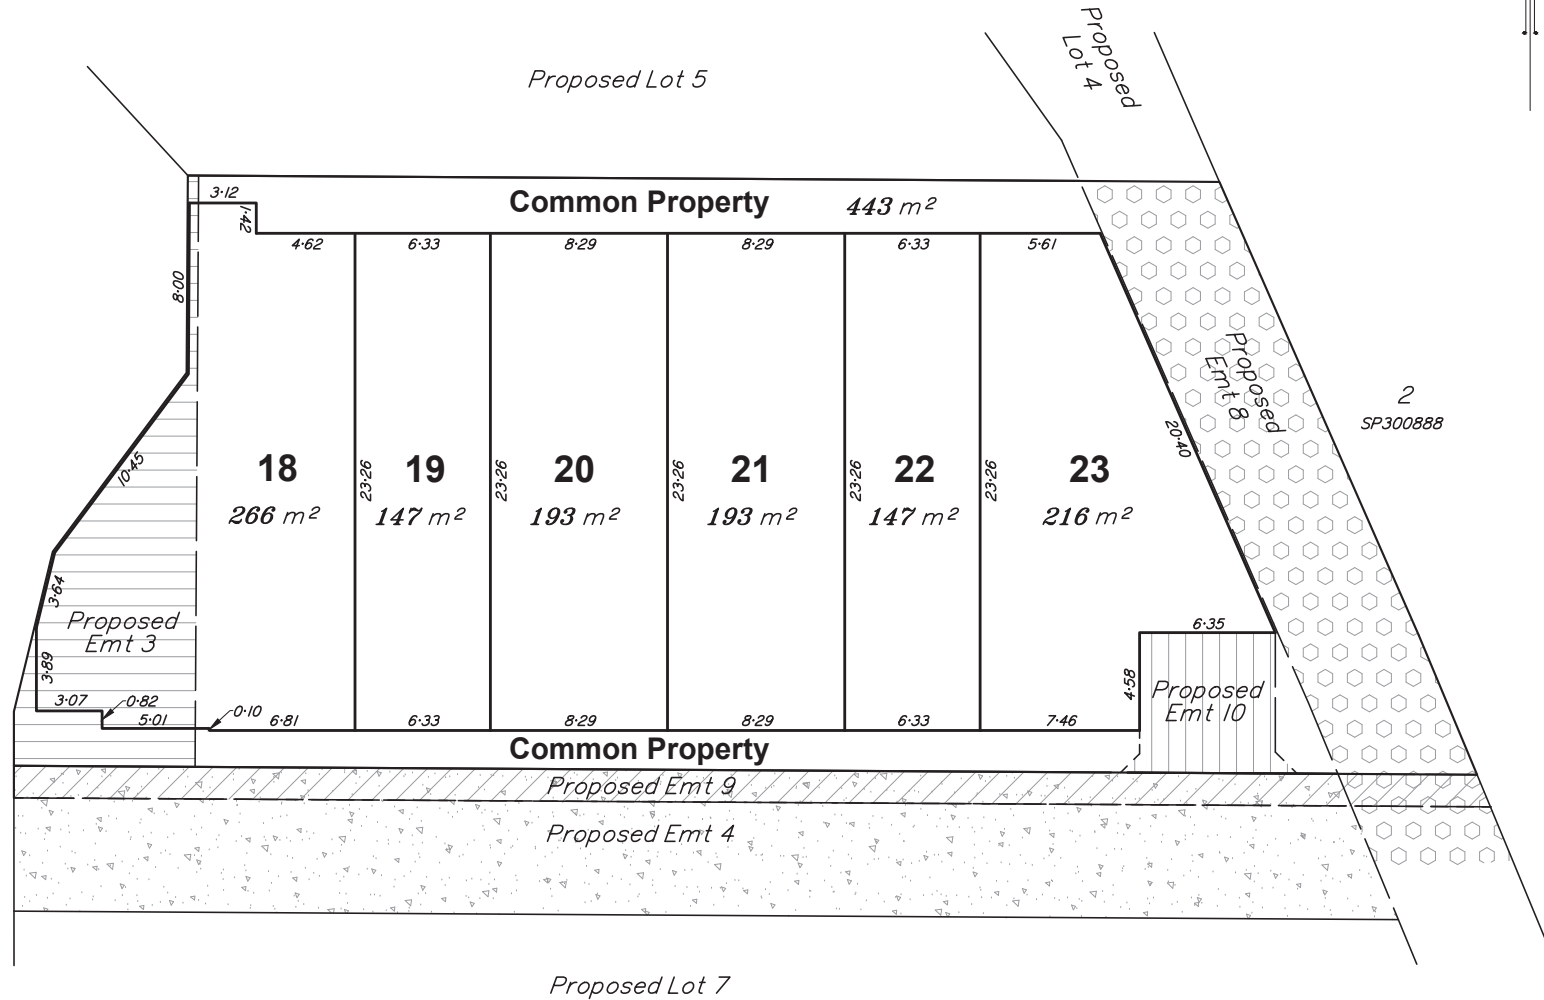 Proposed
Lot 4
Proposed Lot 5
3·12
Common Property
443 m²
1·42
4·62
6·33
8·29
8·29
6·33
5·61
8·00
Proposed
Emt 8
2
SP300888
20·40
10·45
18
19
20
21
22
23
23·26
23·26
23·26
23·26
23·26
266 m²
147 m²
193 m²
193 m²
147 m²
216 m²
3·64
Proposed
Emt 3
6·35
3·89
4·58
Proposed
Emt 10
3·07
0·82
5·01
0·10
6·81
6·33
8·29
8·29
6·33
7·46
Common Property
Proposed Emt 9
Proposed Emt 4
Proposed Lot 7